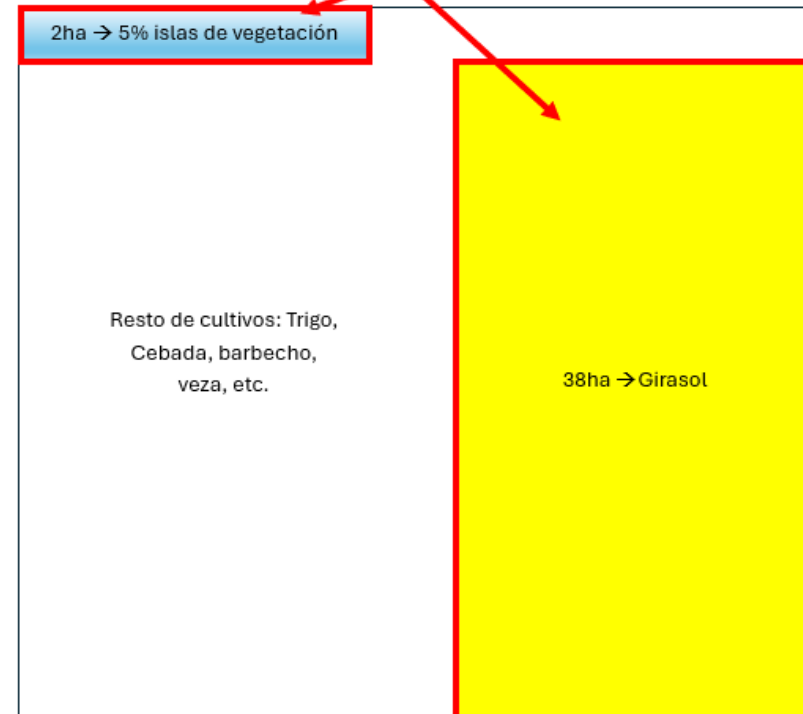 2ha → 5% islas de vegetación
Resto de cultivos: Trigo,
Cebada, barbecho,
veza, etc.
38ha → Girasol